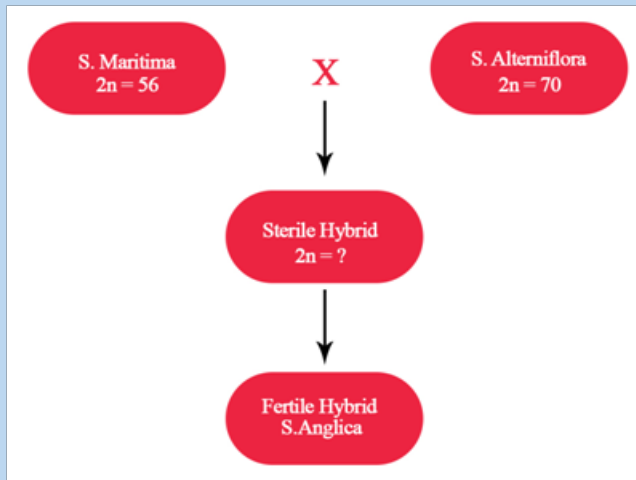 S. Maritima
2n = 56
X
S. Alterniflora
2n = 70
Sterile Hybrid
2n = ?
Fertile Hybrid
S.Anglica